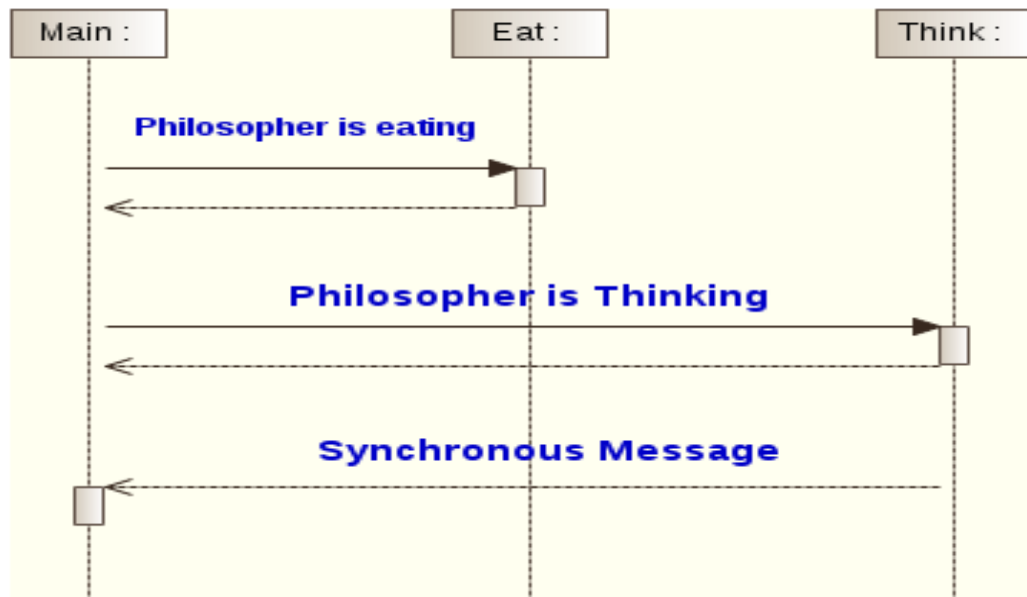 Main :
Eat :
Think :
Philosopher is eating
Philosopher is Thinking
Synchronous Message